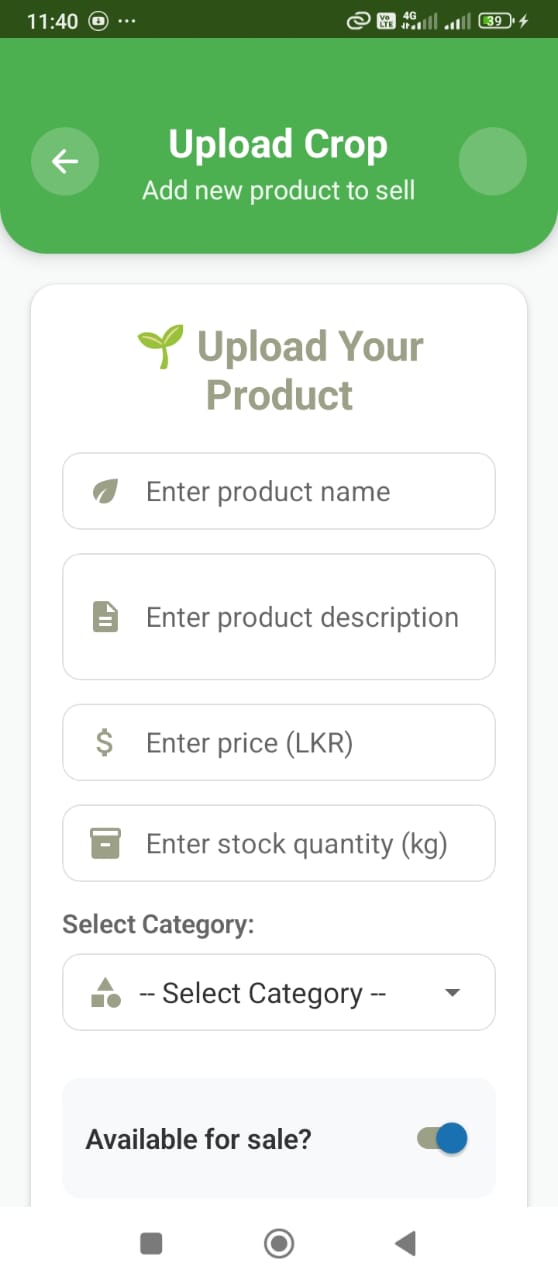 11:40
Vo LTE 4G 39
Upload Crop
Add new product to sell
Upload Your
Product
Enter product name
Enter product description
$ Enter price (LKR)
Enter stock quantity (kg)
Select Category:
-- Select Category --
Available for sale?